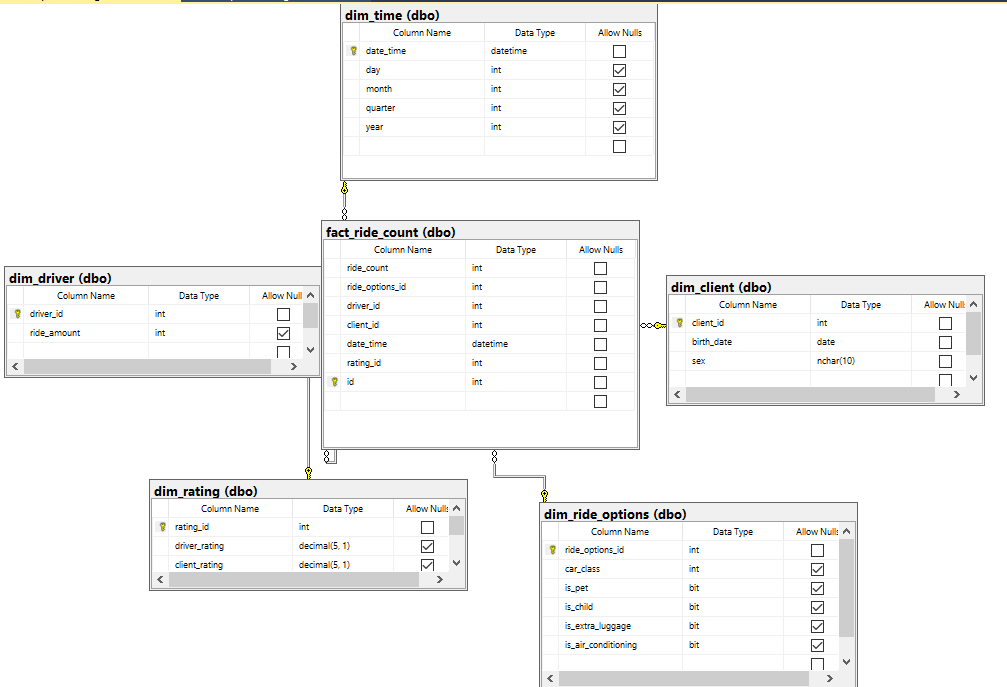 dim_time (dbo)
Column Name Data Type Allow Nulls
date_time datetime
day int
month int
quarter int
year int
fact_ride_count (dbo)
Column Name Data Type Allow Nulls
ride_count int
ride_options_id int
driver_id int
client_id int
date_time datetime
rating_id int
id int
dim_driver (dbo)
Column Name Data Type Allow Null
driver_id int
ride_amount int
dim_client (dbo)
Column Name Data Type Allow Nulls
client_id int
birth_date date
sex nchar(10)
dim_rating (dbo)
Column Name Data Type Allow Nulls
rating_id int
driver_rating decimal(5, 1)
client_rating decimal(5, 1)
dim_ride_options (dbo)
Column Name Data Type Allow Nulls
ride_options_id int
car_class int
is_pet bit
is_child bit
is_extra_luggage bit
is_air_conditioning bit